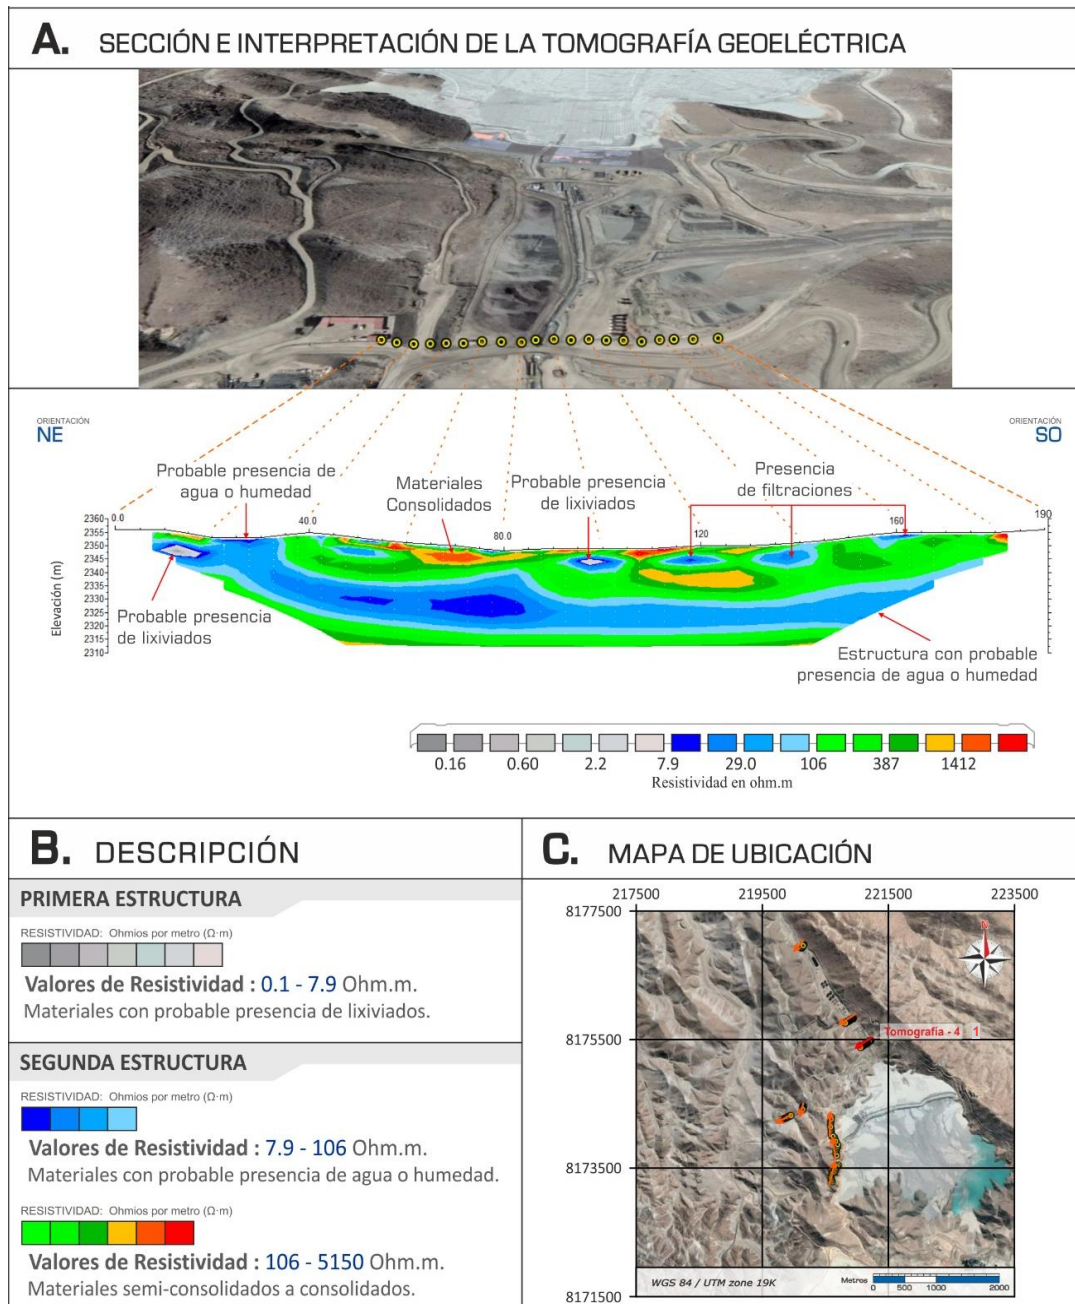 A. SECCIÓN E INTERPRETACIÓN DE LA TOMOGRAFÍA GEOELÉCTRICA
ORIENTACIÓN
NE
ORIENTACIÓN
SO
Probable presencia de
agua o humedad
Materiales
Consolidados
Probable presencia
de lixiviados
Presencia
de filtraciones
0.0 40.0 80.0 120 160 190
Elevación (m)
2360
2355
2350
2345
2340
2335
2330
2325
2320
2315
2310
Probable presencia
de lixiviados
Estructura con probable
presencia de agua o humedad
0.16 0.60 2.2 7.9 29.0 106 387 1412
Resistividad en ohm.m
B. DESCRIPCIÓN
PRIMERA ESTRUCTURA
RESISTIVIDAD: Ohmios por metro (Ω·m)
Valores de Resistividad : 0.1 - 7.9 Ohm.m.
Materiales con probable presencia de lixiviados.
SEGUNDA ESTRUCTURA
RESISTIVIDAD: Ohmios por metro (Ω·m)
Valores de Resistividad : 7.9 - 106 Ohm.m.
Materiales con probable presencia de agua o humedad.
RESISTIVIDAD: Ohmios por metro (Ω·m)
Valores de Resistividad : 106 - 5150 Ohm.m.
Materiales semi-consolidados a consolidados.
C. MAPA DE UBICACIÓN
217500 219500 221500 223500
8177500
8175500
8173500
8171500
N
Tomografía - 4 1
WGS 84 / UTM zone 19K
Metros
0 500 1000 2000